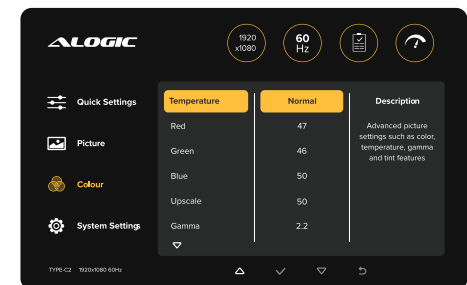 ALOGIC
1920
x1080
60
Hz
Quick Settings
Picture
Colour
System Settings
Temperature Normal
Red 47
Green 46
Blue 50
Upscale 50
Gamma 2.2
Description
Advanced picture
settings such as color,
temperature, gamma
and tint features
TYPE-C2 1920x1080 60Hz